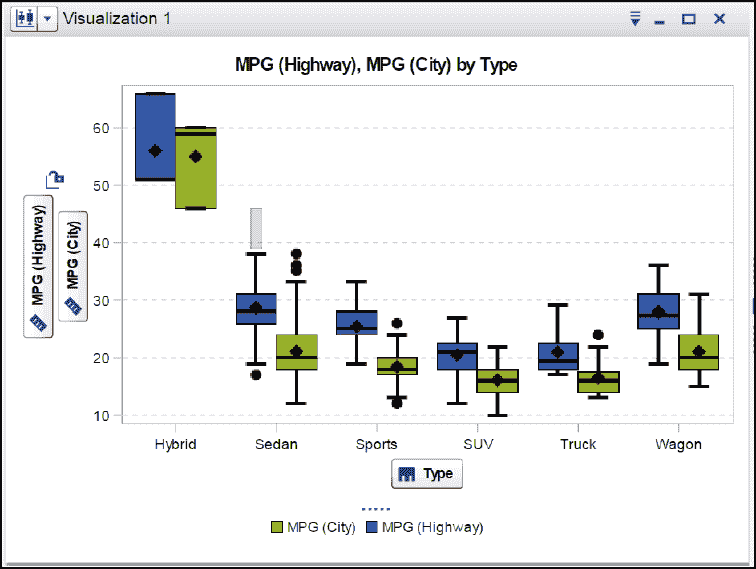 Visualization 1
MPG (Highway), MPG (City) by Type
60
50
40
30
20
10
MPG (Highway)
MPG (City)
Hybrid Sedan Sports SUV Truck Wagon
Type
MPG (City) MPG (Highway)